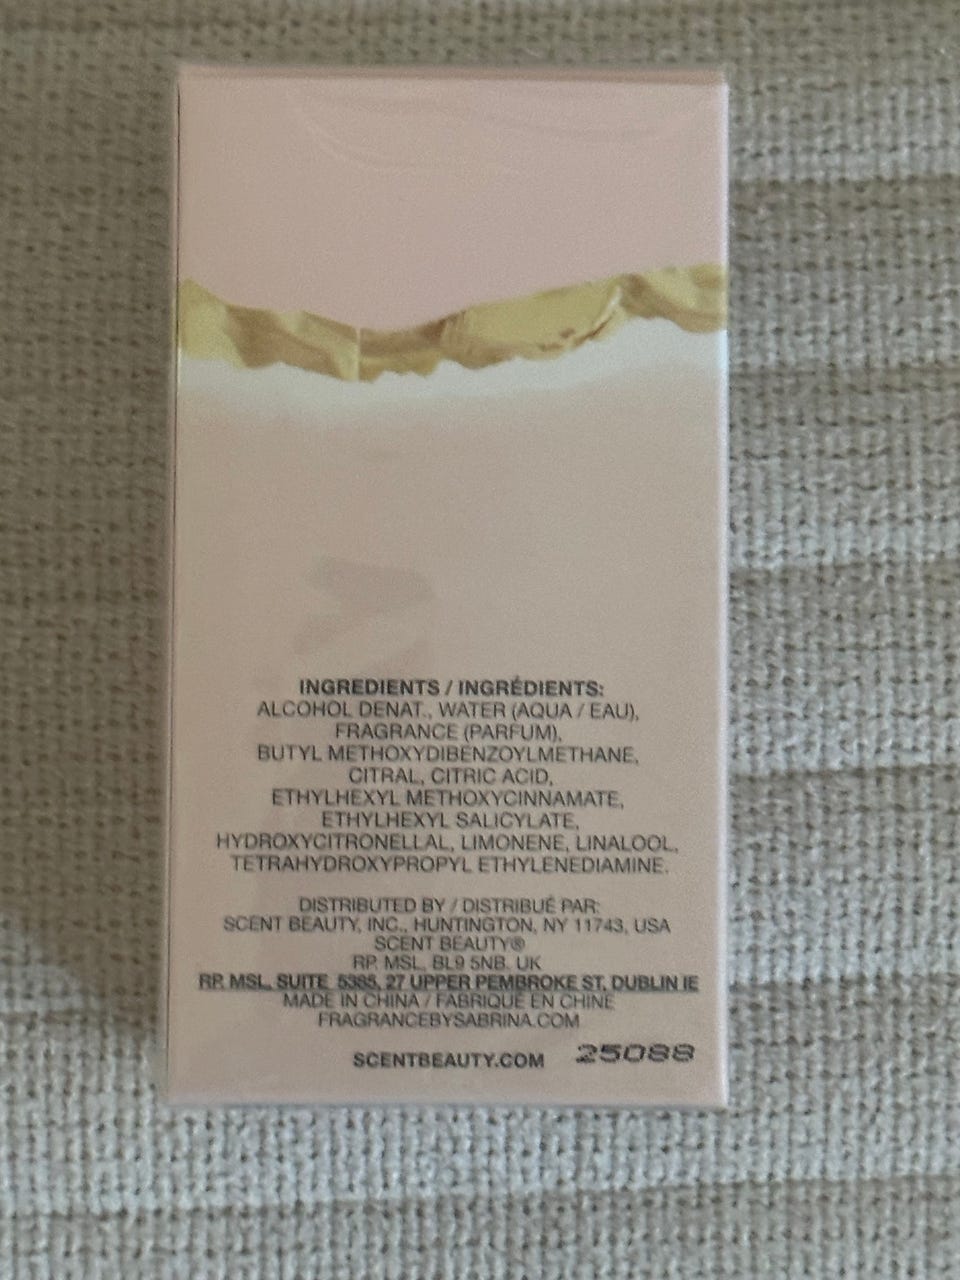 INGREDIENTS / INGRÉDIENTS:
ALCOHOL DENAT., WATER (AQUA / EAU),
FRAGRANCE (PARFUM),
BUTYL METHOXYDIBENZOYLMETHANE,
CITRAL, CITRIC ACID,
ETHYLHEXYL METHOXYCINNAMATE,
ETHYLHEXYL SALICYLATE,
HYDROXYCITRONELLAL, LIMONENE, LINALOOL,
TETRAHYDROXYPROPYL ETHYLENEDIAMINE.
DISTRIBUTED BY / DISTRIBUÉ PAR:
SCENT BEAUTY, INC., HUNTINGTON, NY 11743, USA
SCENT BEAUTY®
RP. MSL, BL9 5NB. UK
RP. MSL, SUITE 5385, 27 UPPER PEMBROKE ST, DUBLIN IE
MADE IN CHINA / FABRIQUÉ EN CHINE
FRAGRANCEBYSABRINA.COM
SCENTBEAUTY.COM 25088